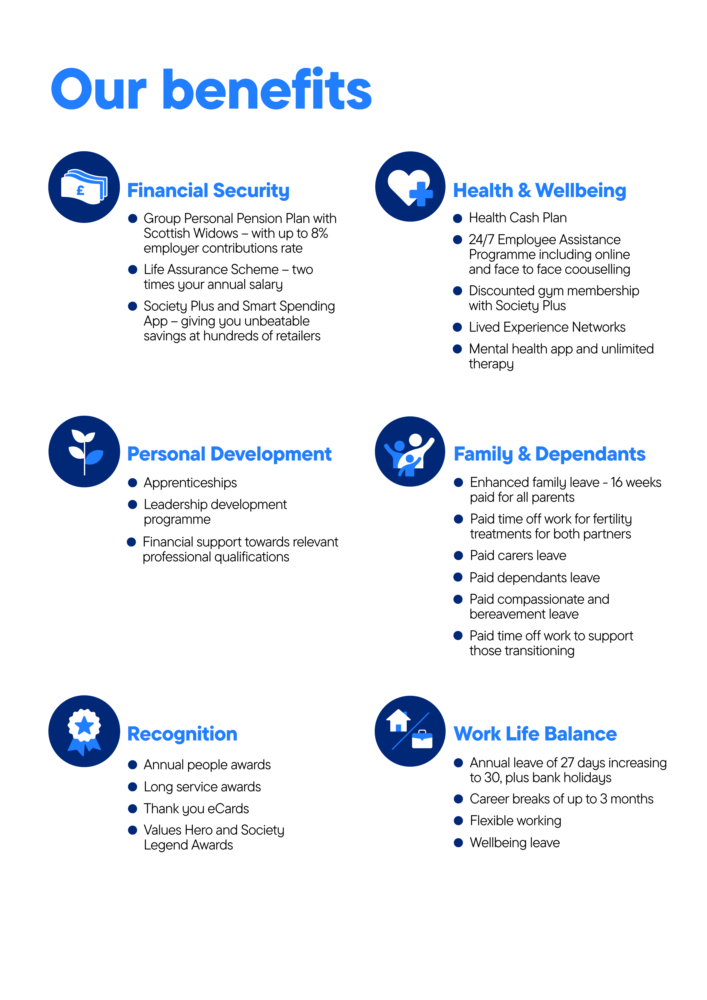 Our benefits
£
Financial Security
Group Personal Pension Plan with
Scottish Widows – with up to 8%
employer contributions rate
Life Assurance Scheme – two
times your annual salary
Society Plus and Smart Spending
App – giving you unbeatable
savings at hundreds of retailers
Health & Wellbeing
Health Cash Plan
24/7 Employee Assistance
Programme including online
and face to face coouselling
Discounted gym membership
with Society Plus
Lived Experience Networks
Mental health app and unlimited
therapy
Personal Development
Apprenticeships
Leadership development
programme
Financial support towards relevant
professional qualifications
Family & Dependants
Enhanced family leave - 16 weeks
paid for all parents
Paid time off work for fertility
treatments for both partners
Paid carers leave
Paid dependants leave
Paid compassionate and
bereavement leave
Paid time off work to support
those transitioning
Recognition
Annual people awards
Long service awards
Thank you eCards
Values Hero and Society
Legend Awards
Work Life Balance
Annual leave of 27 days increasing
to 30, plus bank holidays
Career breaks of up to 3 months
Flexible working
Wellbeing leave